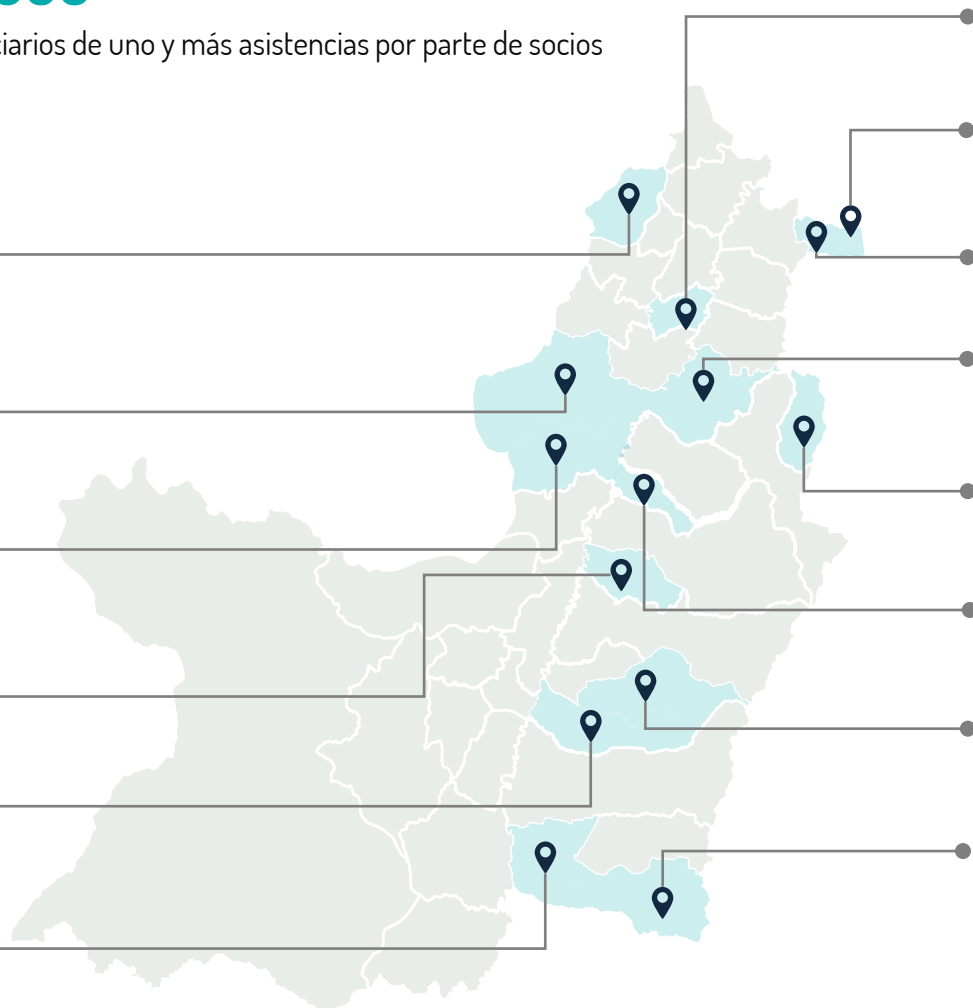 ciarios de uno y más asistencias por parte de socios